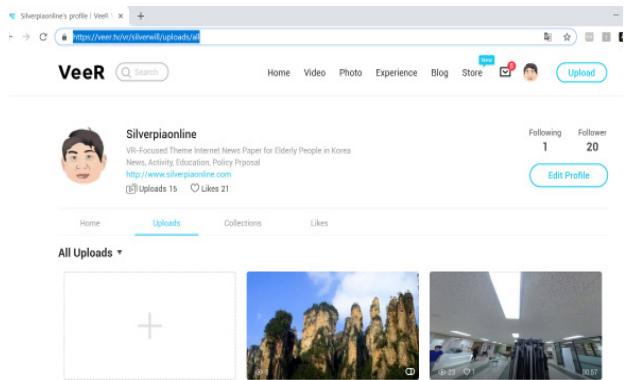 Silverpiaonline's profile | VeeR V
https://veer.tv/vr/silverwill/uploads/all
VeeR
Search
Home Video Photo Experience Blog Store
New
Upload
Silverpiaonline
VR-Focused Theme Internet News Paper for Elderly People in Korea
News, Activity, Education, Policy Prposal
http://www.silverpiaonline.com
Uploads 15 Likes 21
Following Follower
1 20
Edit Profile
Home Uploads Collections Likes
All Uploads
23 1 00:57